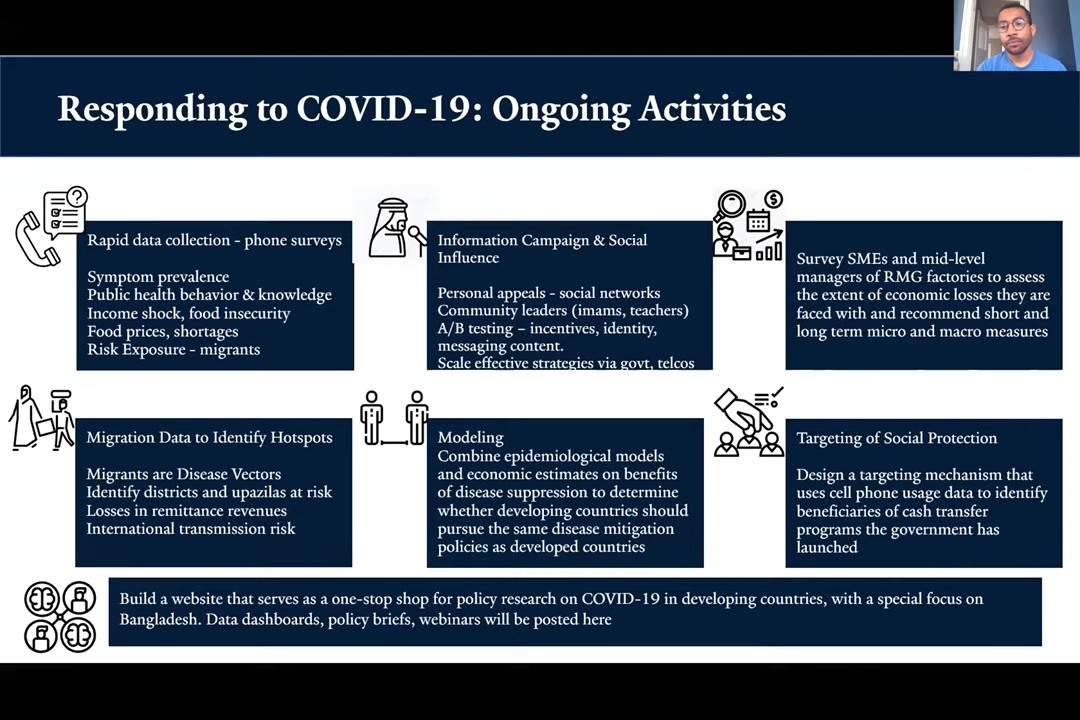 Responding to COVID-19: Ongoing Activities
Rapid data collection - phone surveys
Symptom prevalence
Public health behavior & knowledge
Income shock, food insecurity
Food prices, shortages
Risk Exposure - migrants
Information Campaign & Social
Influence
Personal appeals - social networks
Community leaders (imams, teachers)
A/B testing – incentives, identity,
messaging content.
Scale effective strategies via govt, telcos
Survey SMEs and mid-level
managers of RMG factories to assess
the extent of economic losses they are
faced with and recommend short and
long term micro and macro measures
Migration Data to Identify Hotspots
Migrants are Disease Vectors
Identify districts and upazilas at risk
Losses in remittance revenues
International transmission risk
Modeling
Combine epidemiological models
and economic estimates on benefits
of disease suppression to determine
whether developing countries should
pursue the same disease mitigation
policies as developed countries
Targeting of Social Protection
Design a targeting mechanism that
uses cell phone usage data to identify
beneficiaries of cash transfer
programs the government has
launched
Build a website that serves as a one-stop shop for policy research on COVID-19 in developing countries, with a special focus on
Bangladesh. Data dashboards, policy briefs, webinars will be posted here